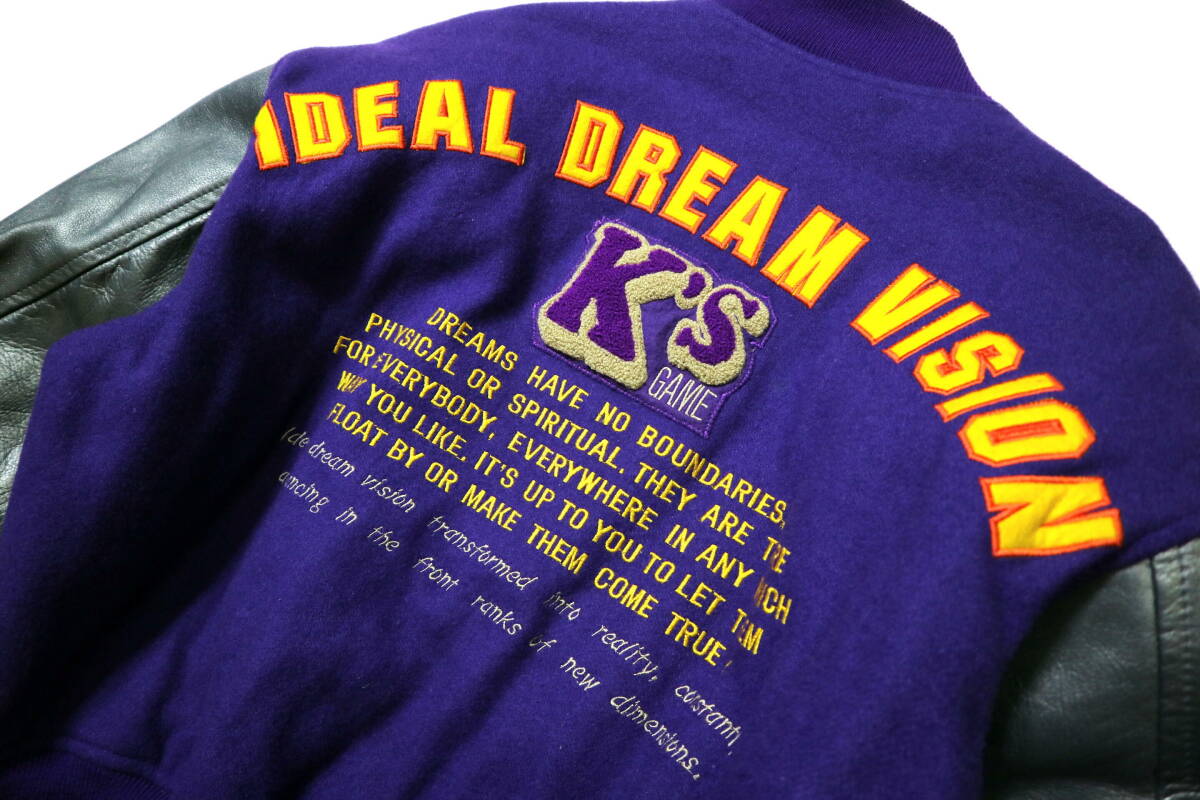 IDEAL DREAM VISION
K'S
GAME
DREAMS HAVE NO BOUNDARIES,
PHYSICAL OR SPIRITUAL. THEY ARE
FOR EVERYBODY, EVERYWHERE IN ANY
WAY YOU LIKE. IT'S UP TO YOU TO LET
FLOAT BY OR MAKE THEM COME TRUE.
dream vision transformed into reality,
in the front ranks of new dimensions..